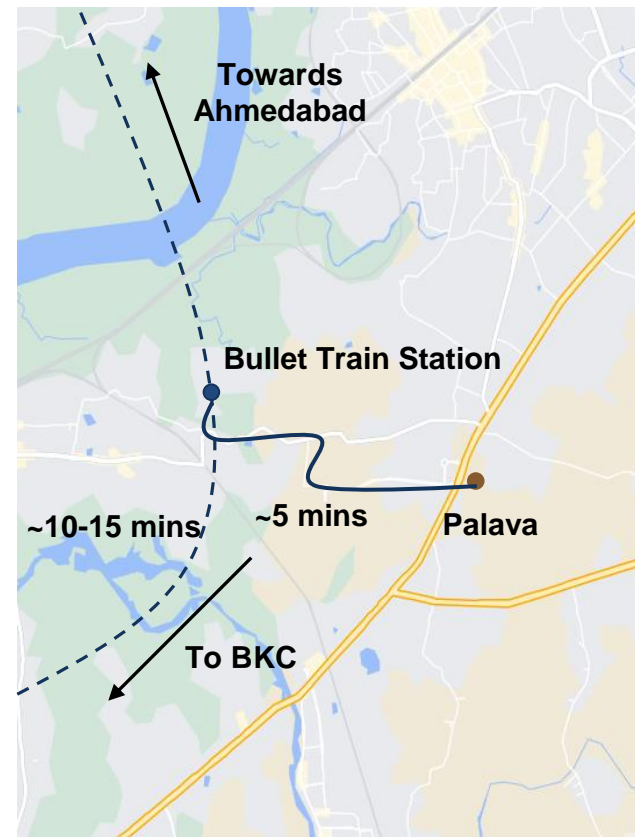 Towards
Ahmedabad
Bullet Train Station
~10-15 mins
~5 mins
Palava
To BKC